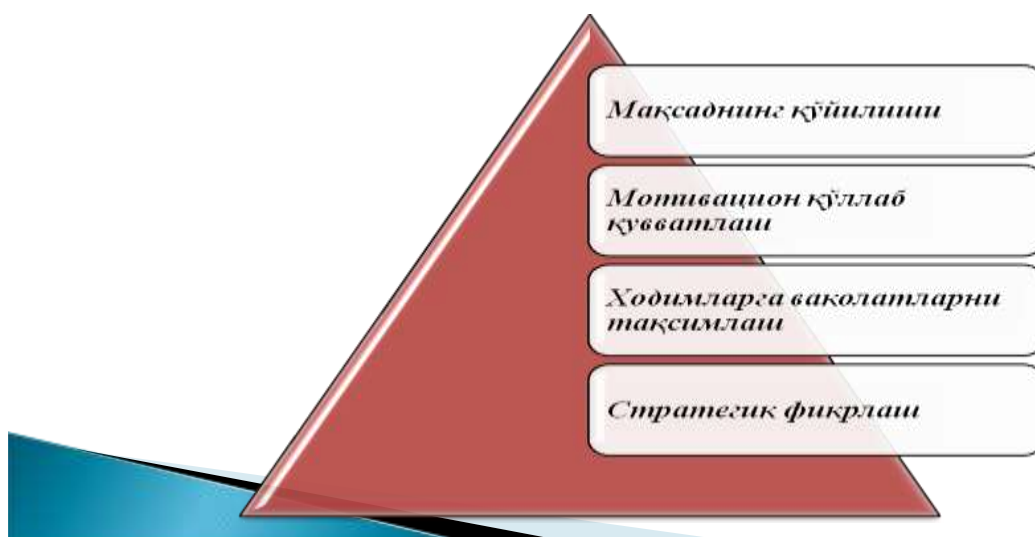 Мақсаднинг қўйилиши
Мотивацион қўллаб
қувватлаш
Ходимларга ваколатларни
тақсимлаш
Стратегик фикрлаш